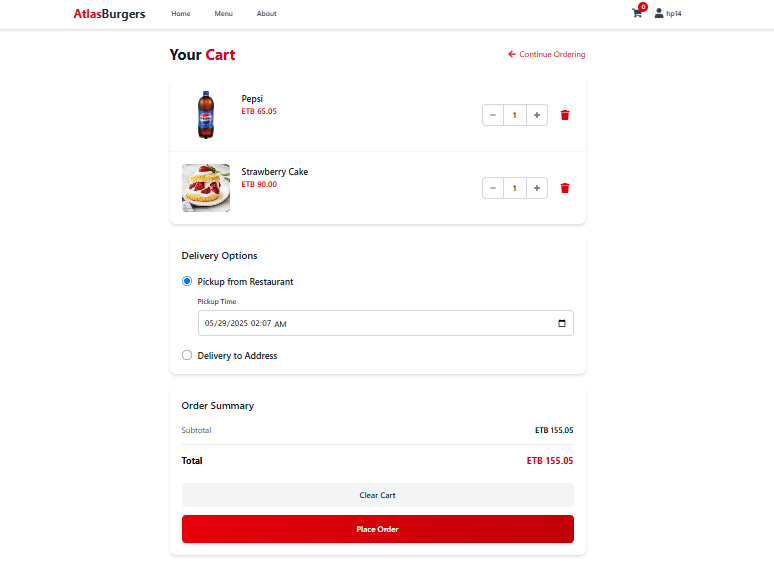 AtlasBurgers Home Menu About 0 hp14
Your Cart ← Continue Ordering
Pepsi
ETB 65.05
− 1 +
Strawberry Cake
ETB 90.00
− 1 +
Delivery Options
Pickup from Restaurant
Pickup Time
05/29/2025 02:07 AM
Delivery to Address
Order Summary
Subtotal ETB 155.05
Total ETB 155.05
Clear Cart
Place Order